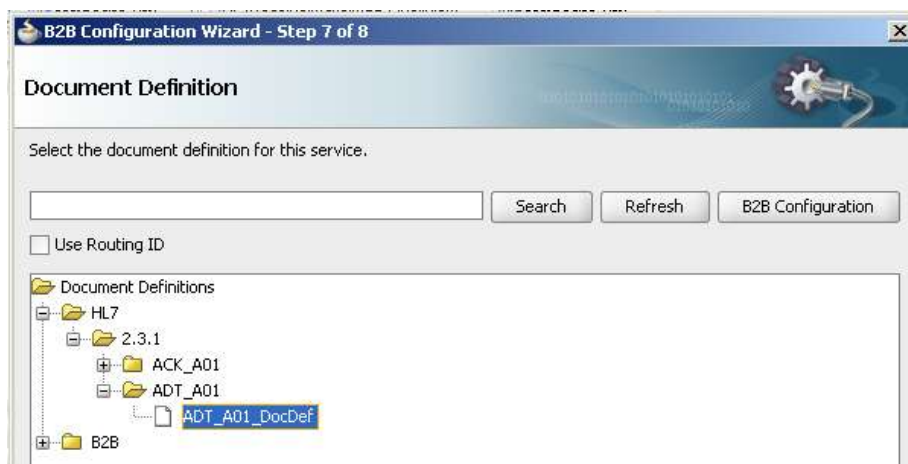 B2B Configuration Wizard - Step 7 of 8
Document Definition
Select the document definition for this service.
Search Refresh B2B Configuration
Use Routing ID
Document Definitions
HL7
2.3.1
ACK_A01
ADT_A01
ADT_A01_DocDef
B2B